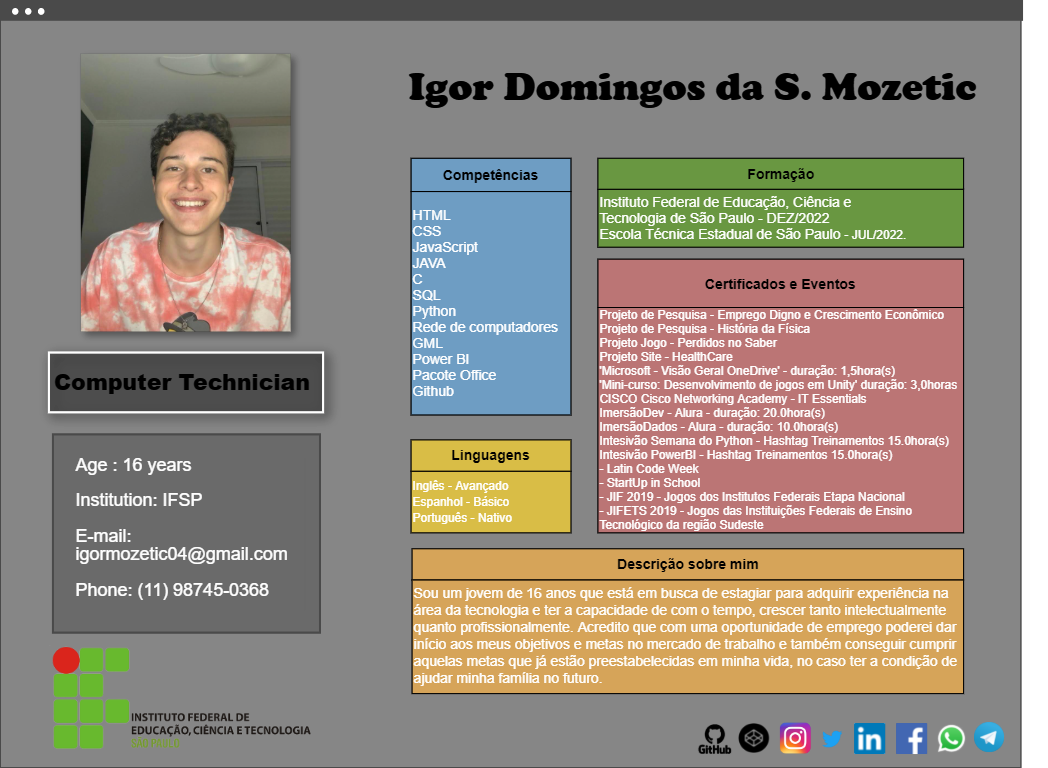 Igor Domingos da S. Mozetic
Computer Technician
Age : 16 years
Institution: IFSP
E-mail:
igormozetic04@gmail.com
Phone: (11) 98745-0368
INSTITUTO FEDERAL DE
EDUCAÇÃO, CIÊNCIA E TECNOLOGIA
Competências
HTML
CSS
JavaScript
JAVA
C
SQL
Python
Rede de computadores
GML
Power BI
Pacote Office
Github
Linguagens
Inglês - Avançado
Espanhol - Básico
Português - Nativo
Formação
Instituto Federal de Educação, Ciência e
Tecnologia de São Paulo - DEZ/2022
Escola Técnica Estadual de São Paulo - JUL/2022.
Certificados e Eventos
Projeto de Pesquisa - Emprego Digno e Crescimento Econômico
Projeto de Pesquisa - História da Física
Projeto Jogo - Perdidos no Saber
Projeto Site - HealthCare
'Microsoft - Visão Geral OneDrive' - duração: 1,5hora(s)
'Mini-curso: Desenvolvimento de jogos em Unity' duração: 3,0horas
CISCO Cisco Networking Academy - IT Essentials
ImersãoDev - Alura - duração: 20.0hora(s)
ImersãoDados - Alura - duração: 10.0hora(s)
Intesivão Semana do Python - Hashtag Treinamentos 15.0hora(s)
Intesivão PowerBI - Hashtag Treinamentos 15.0hora(s)
- Latin Code Week
- StartUp in School
- JIF 2019 - Jogos dos Institutos Federais Etapa Nacional
- JIFETS 2019 - Jogos das Instituições Federais de Ensino
Tecnológico da região Sudeste
Descrição sobre mim
Sou um jovem de 16 anos que está em busca de estagiar para adquirir experiência na
área da tecnologia e ter a capacidade de com o tempo, crescer tanto intelectualmente
quanto profissionalmente. Acredito que com uma oportunidade de emprego poderei dar
início aos meus objetivos e metas no mercado de trabalho e também conseguir cumprir
aquelas metas que já estão preestabelecidas em minha vida, no caso ter a condição de
ajudar minha família no futuro.
GitHub
in
f